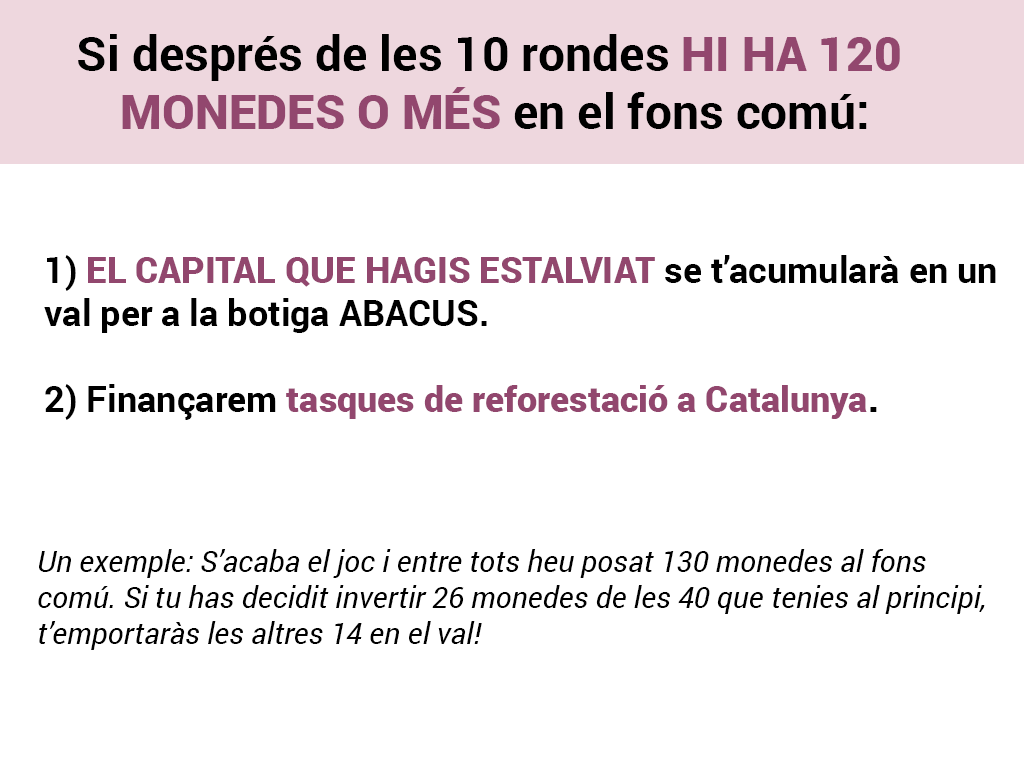 Si després de les 10 rondes HI HA 120
MONEDES O MÉS en el fons comú:
1) EL CAPITAL QUE HAGIS ESTALVIAT se t’acumularà en un
val per a la botiga ABACUS.
2) Finançarem tasques de reforestació a Catalunya.
Un exemple: S’acaba el joc i entre tots heu posat 130 monedes al fons
comú. Si tu has decidit invertir 26 monedes de les 40 que tenies al principi,
t’emportaràs les altres 14 en el val!